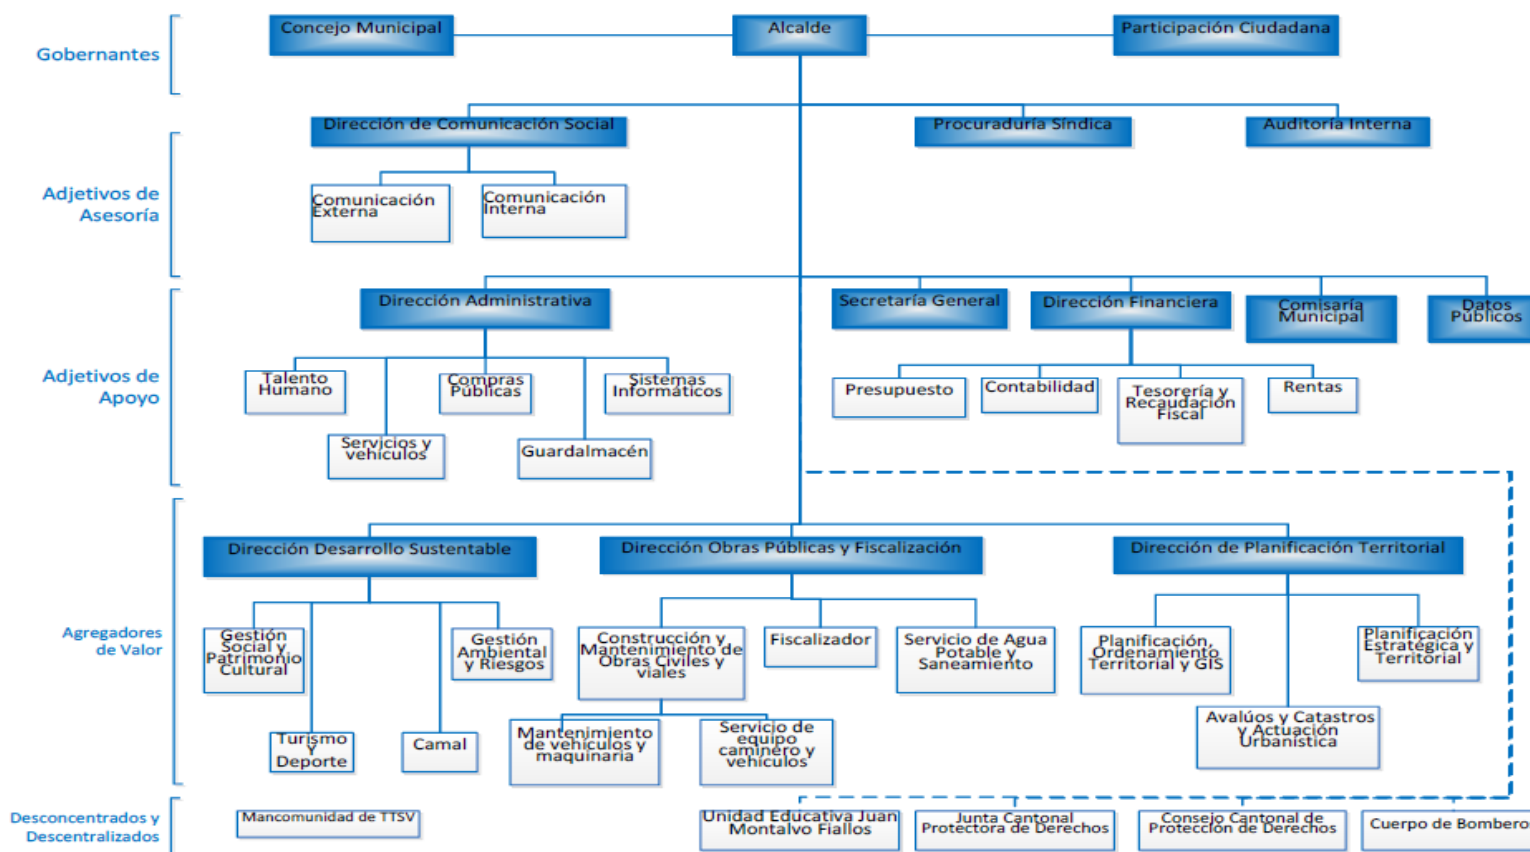 Gobernantes
Concejo Municipal
Alcalde
Participación Ciudadana
Adjetivos de
Asesoría
Dirección de Comunicación Social
Procuraduría Síndica
Auditoría Interna
Comunicación
Externa
Comunicación
Interna
Adjetivos de
Apoyo
Dirección Administrativa
Secretaría General
Dirección Financiera
Comisaría
Municipal
Datos
Públicos
Talento
Humano
Compras
Públicas
Sistemas
Informáticos
Servicios y
vehículos
Guardalmacén
Presupuesto
Contabilidad
Tesorería y
Recaudación
Fiscal
Rentas
Agregadores
de Valor
Dirección Desarrollo Sustentable
Dirección Obras Públicas y Fiscalización
Dirección de Planificación Territorial
Gestión
Social y
Patrimonio
Cultural
Gestión
Ambiental
y Riesgos
Turismo
y
Deporte
Camal
Construcción y
Mantenimiento de
Obras Civiles y
viales
Fiscalizador
Servicio de Agua
Potable y
Saneamiento
Mantenimiento
de vehículos y
maquinaria
Servicio de
equipo
caminero y
vehículos
Planificación,
Ordenamiento
Territorial y GIS
Planificación
Estratégica y
Territorial
Avalúos y Catastros
y Actuación
Urbanística
Desconcentrados y
Descentralizados
Mancomunidad de TTSV
Unidad Educativa Juan
Montalvo Fiallos
Junta Cantonal
Protectora de Derechos
Consejo Cantonal de
Protección de Derechos
Cuerpo de Bombero